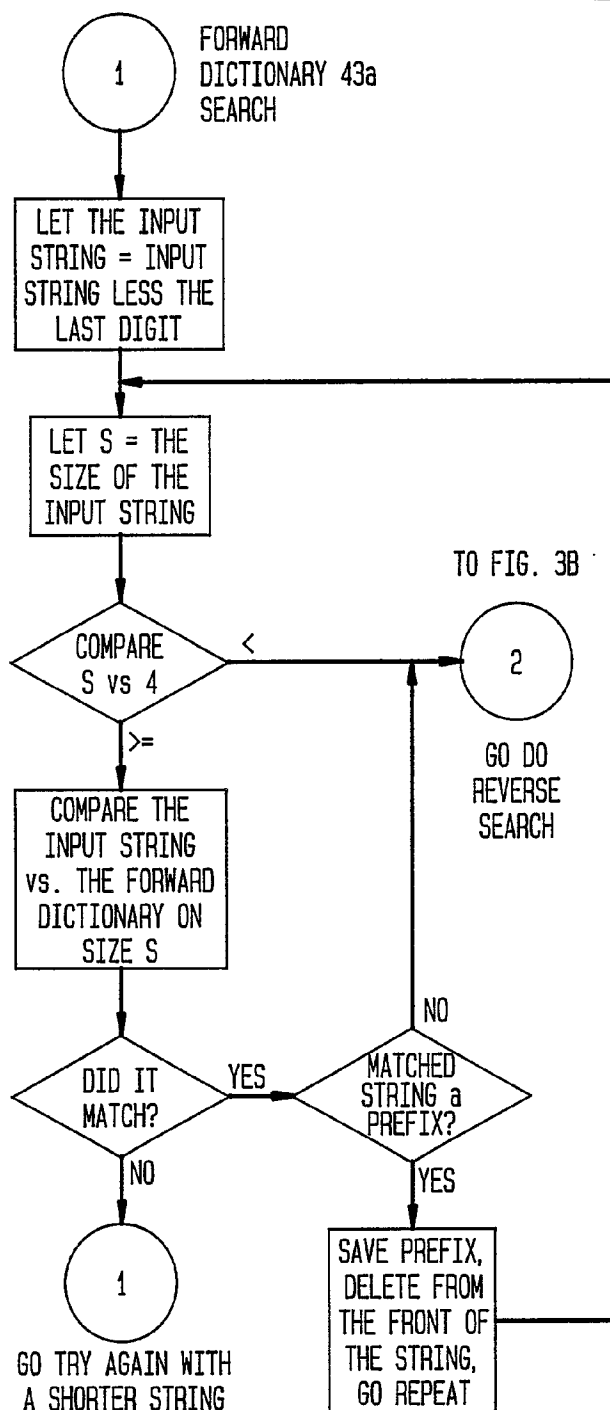 1
FORWARD
DICTIONARY 43a
SEARCH
LET THE INPUT
STRING = INPUT
STRING LESS THE
LAST DIGIT
LET S = THE
SIZE OF THE
INPUT STRING
TO FIG. 3B
COMPARE
S vs 4
<
2
>=
GO DO
REVERSE
SEARCH
COMPARE THE
INPUT STRING
vs. THE FORWARD
DICTIONARY ON
SIZE S
NO
DID IT
MATCH?
YES
MATCHED
STRING a
PREFIX?
NO
YES
1
GO TRY AGAIN WITH
A SHORTER STRING
SAVE PREFIX,
DELETE FROM
THE FRONT OF
THE STRING,
GO REPEAT